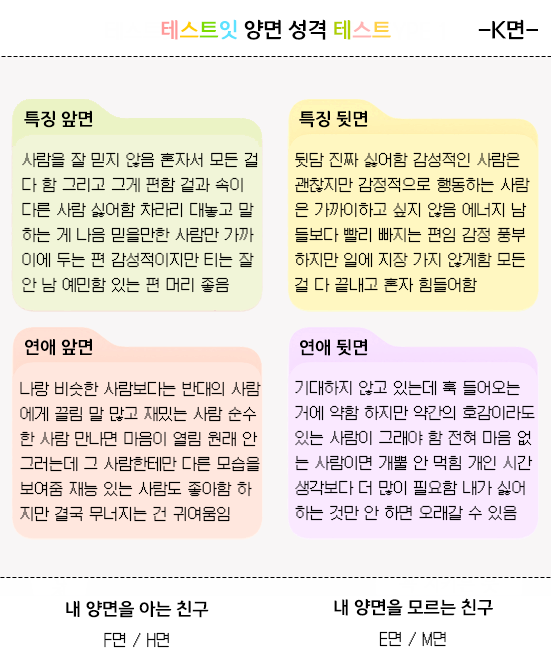 테스트잇 양면 성격 테스트
-K면-
특징 앞면
사람을 잘 믿지 않음 혼자서 모든 걸
다 함 그리고 그게 편함 겉과 속이
다른 사람 싫어함 차라리 대놓고 말
하는 게 나음 믿을만한 사람만 가까
이에 두는 편 감성적이지만 티는 잘
안 남 예민함 있는 편 머리 좋음
특징 뒷면
뒷담 진짜 싫어함 감성적인 사람은
괜찮지만 감정적으로 행동하는 사람
은 가까이하고 싶지 않음 에너지 남
들보다 빨리 빠지는 편임 감정 풍부
하지만 일에 지장 가지 않게함 모든
걸 다 끝내고 혼자 힘들어함
연애 앞면
나랑 비슷한 사람보다는 반대의 사람
에게 끌림 말 많고 재밌는 사람 순수
한 사람 만나면 마음이 열림 원래 안
그러는데 그 사람한테만 다른 모습을
보여줌 재능 있는 사람도 좋아함 하
지만 결국 무너지는 건 귀여움임
연애 뒷면
기대하지 않고 있는데 훅 들어오는
거에 약함 하지만 약간의 호감이라도
있는 사람이 그래야 함 전혀 마음 없
는 사람이면 개뿔 안 먹힘 개인 시간
생각보다 더 많이 필요함 내가 싫어
하는 것만 안 하면 오래갈 수 있음
내 양면을 아는 친구
F면 / H면
내 양면을 모르는 친구
E면 / M면